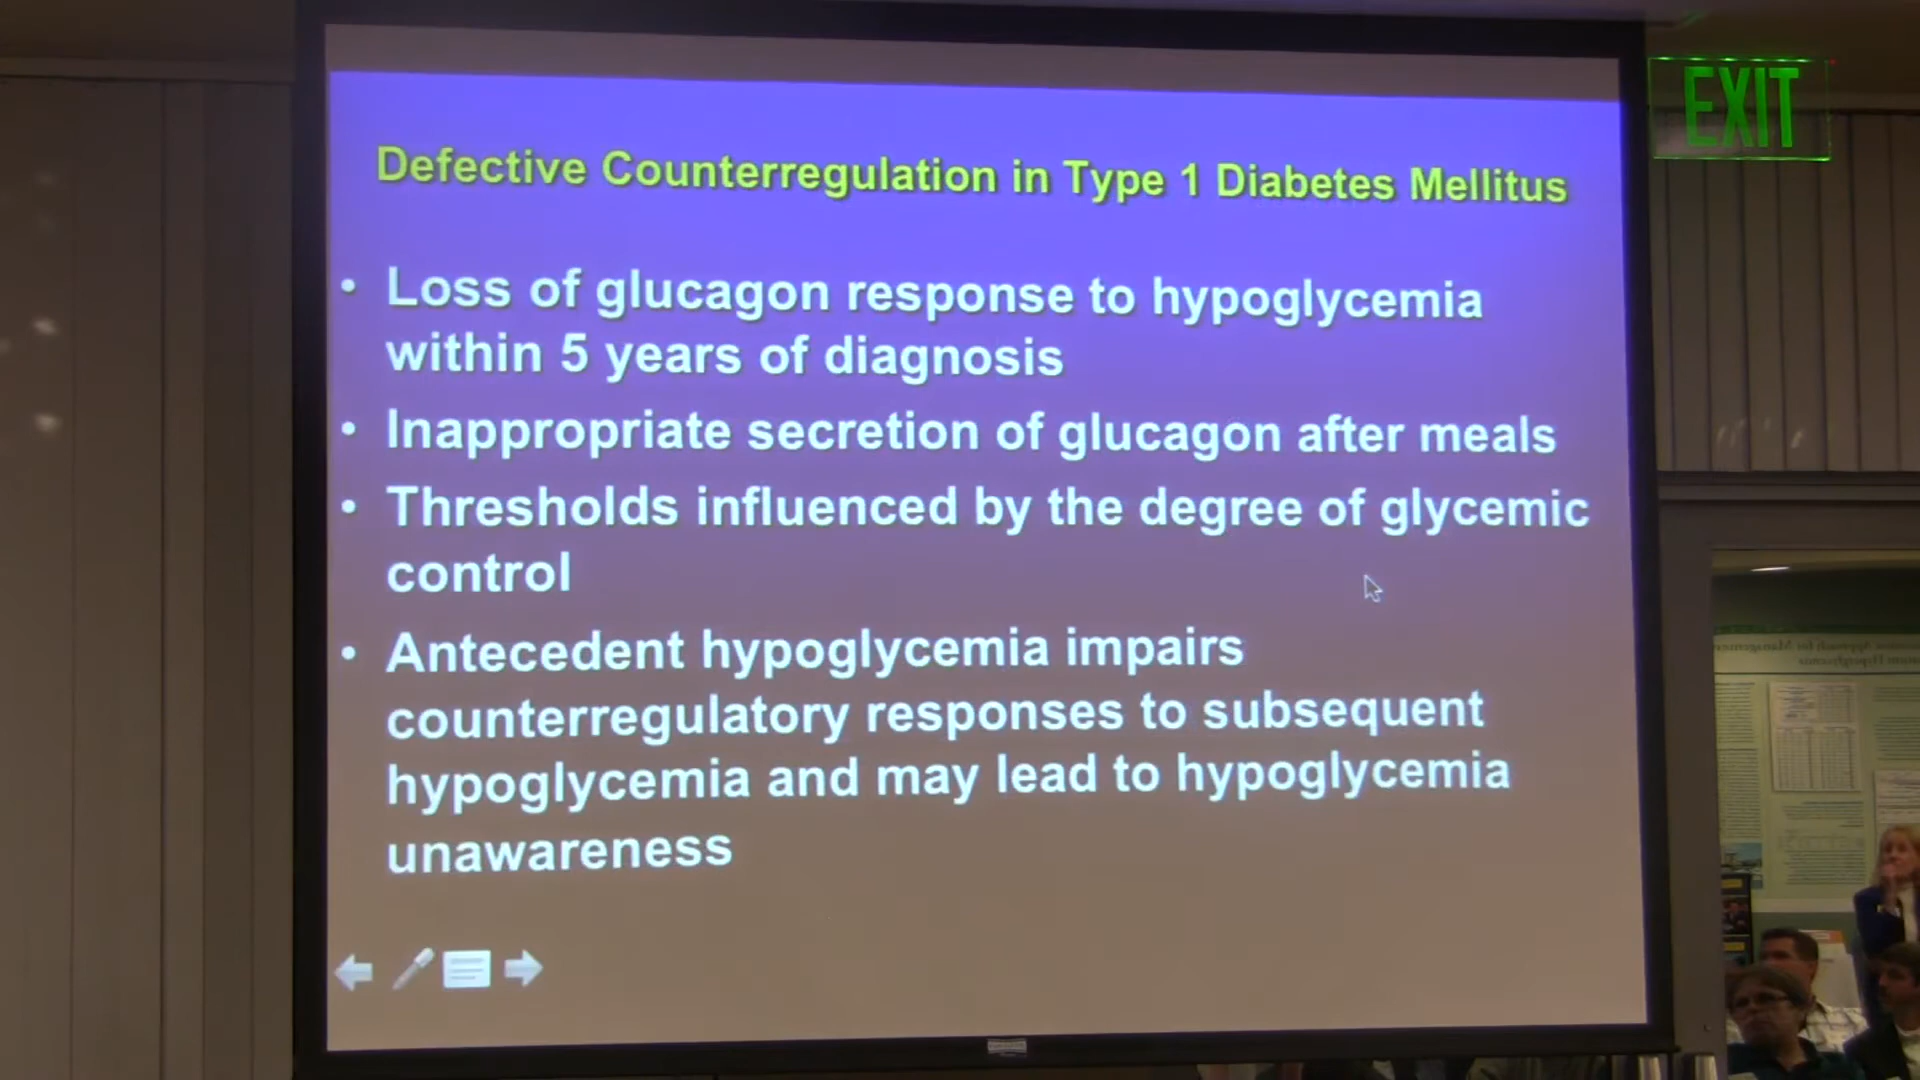 EXIT
Defective Counterregulation in Type 1 Diabetes Mellitus
• Loss of glucagon response to hypoglycemia
within 5 years of diagnosis
• Inappropriate secretion of glucagon after meals
• Thresholds influenced by the degree of glycemic
control
• Antecedent hypoglycemia impairs
counterregulatory responses to subsequent
hypoglycemia and may lead to hypoglycemia
unawareness